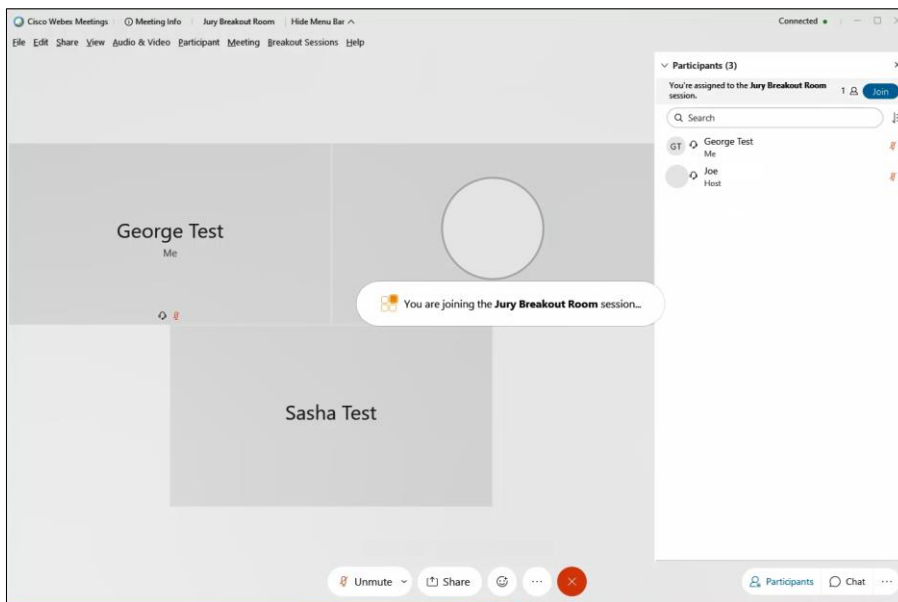 Cisco Webex Meetings Meeting Info Jury Breakout Room Hide Menu Bar Connected
File Edit Share View Audio & Video Participant Meeting Breakout Sessions Help
Participants (3)
You're assigned to the Jury Breakout Room
session.
1
Join
Search
GT
George Test
Me
Joe
Host
George Test
Me
You are joining the Jury Breakout Room session...
Sasha Test
Unmute Share Participants Chat